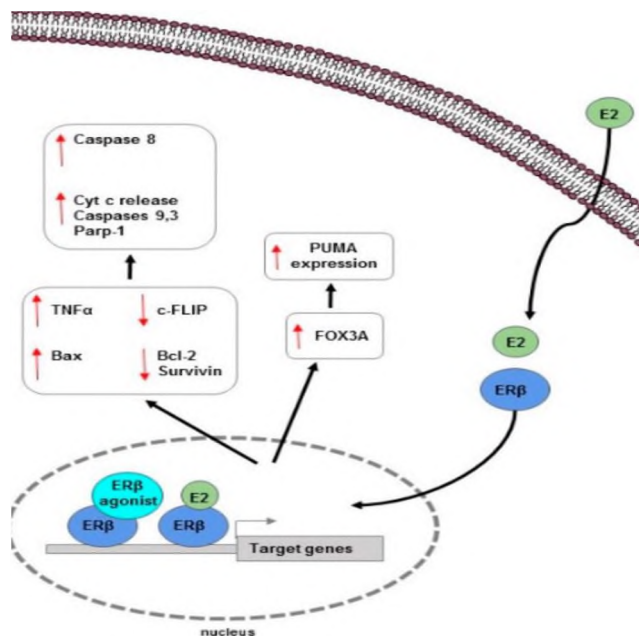 E2
Caspase 8
Cyt c release
Caspases 9,3
Parp-1
PUMA
expression
TNFα
c-FLIP
Bax
Bcl-2
Survivin
FOX3A
E2
ERβ
ERβ
agonist
ERβ
E2
ERβ
Target genes
nucleus